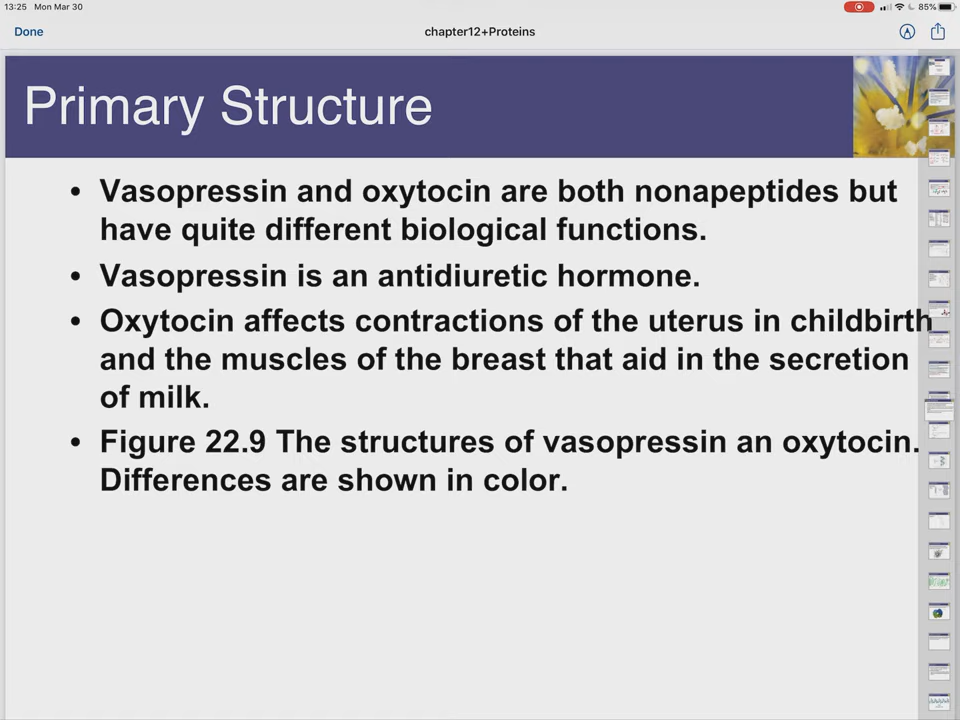 13:25 Mon Mar 30 85%
Done chapter12+Proteins
Primary Structure
• Vasopressin and oxytocin are both nonapeptides but
have quite different biological functions.
• Vasopressin is an antidiuretic hormone.
• Oxytocin affects contractions of the uterus in childbirth
and the muscles of the breast that aid in the secretion
of milk.
• Figure 22.9 The structures of vasopressin an oxytocin.
Differences are shown in color.